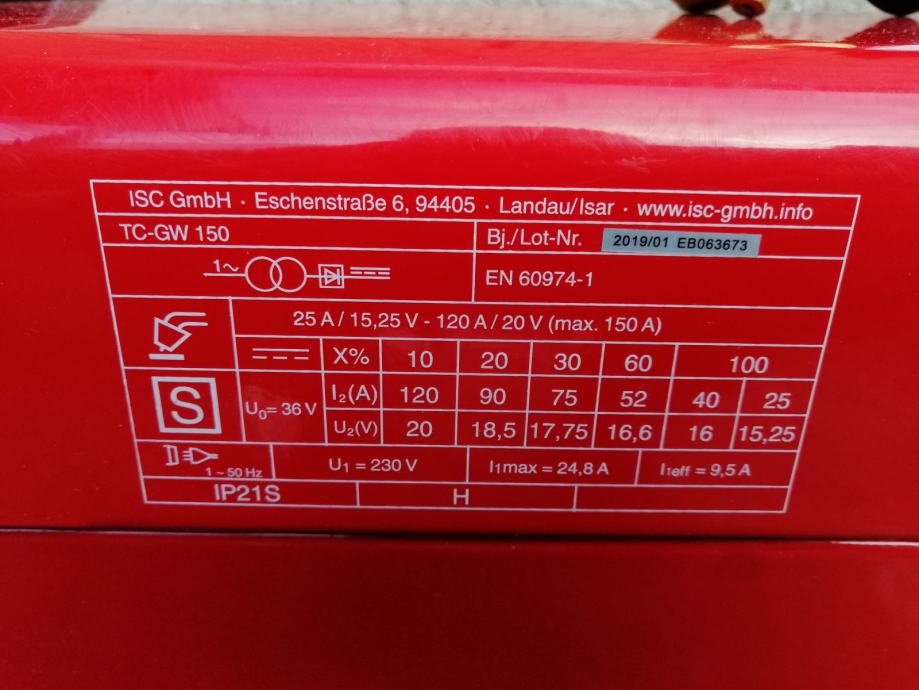 ISC GmbH · Eschenstraße 6, 94405 · Landau/Isar · www.isc-gmbh.info
TC-GW 150 Bj./Lot-Nr. 2019/01 EB063673
1~ EN 60974-1
25 A / 15,25 V - 120 A / 20 V (max. 150 A)
X% 10 20 30 60 100
S U₀= 36 V I₂(A) 120 90 75 52 40 25
U₂(V) 20 18,5 17,75 16,6 16 15,25
1 ~ 50 Hz U₁ = 230 V I₁max = 24,8 A I₁eff = 9,5 A
IP21S H